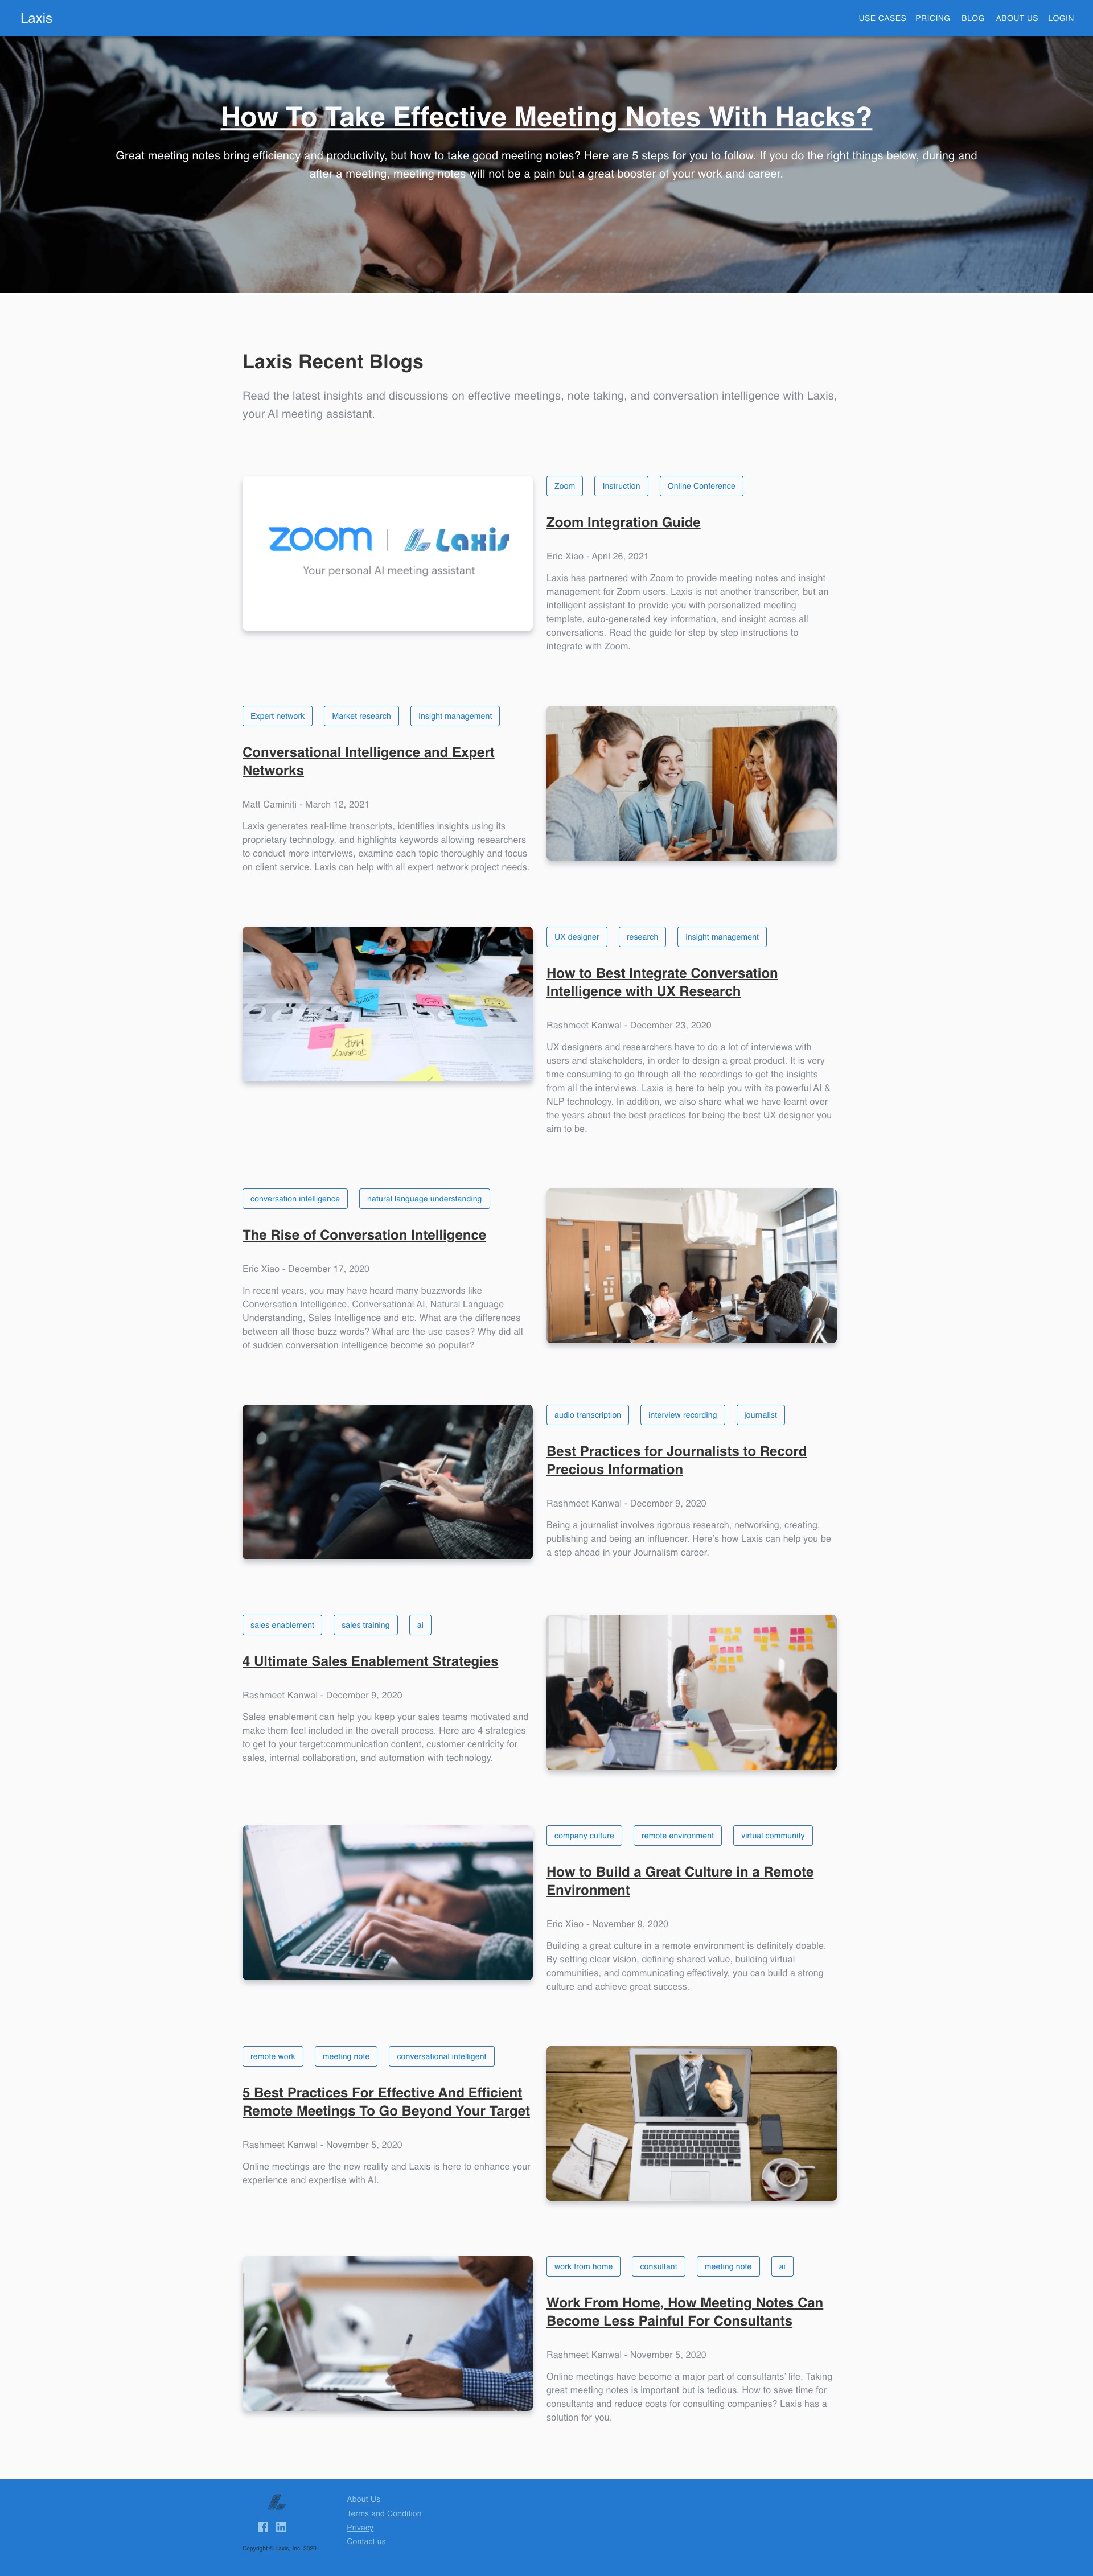 Laxis
USE CASES PRICING BLOG ABOUT US LOGIN
How To Take Effective Meeting Notes With Hacks?
Great meeting notes bring efficiency and productivity, but how to take good meeting notes? Here are 5 steps for you to follow. If you do the right things below, during and
after a meeting, meeting notes will not be a pain but a great booster of your work and career.
Laxis Recent Blogs
Read the latest insights and discussions on effective meetings, note taking, and conversation intelligence with Laxis,
your AI meeting assistant.
zoom | Laxis
Your personal AI meeting assistant
Zoom Instruction Online Conference
Zoom Integration Guide
Eric Xiao - April 26, 2021
Laxis has partnered with Zoom to provide meeting notes and insight
management for Zoom users. Laxis is not another transcriber, but an
intelligent assistant to provide you with personalized meeting
template, auto-generated key information, and insight across all
conversations. Read the guide for step by step instructions to
integrate with Zoom.
Expert network Market research Insight management
Conversational Intelligence and Expert
Networks
Matt Caminiti - March 12, 2021
Laxis generates real-time transcripts, identifies insights using its
proprietary technology, and highlights keywords allowing researchers
to conduct more interviews, examine each topic thoroughly and focus
on client service. Laxis can help with all expert network project needs.
JOURNEY
MAP
UX designer research insight management
How to Best Integrate Conversation
Intelligence with UX Research
Rashmeet Kanwal - December 23, 2020
UX designers and researchers have to do a lot of interviews with
users and stakeholders, in order to design a great product. It is very
time consuming to go through all the recordings to get the insights
from all the interviews. Laxis is here to help you with its powerful AI &
NLP technology. In addition, we also share what we have learnt over
the years about the best practices for being the best UX designer you
aim to be.
conversation intelligence natural language understanding
The Rise of Conversation Intelligence
Eric Xiao - December 17, 2020
In recent years, you may have heard many buzzwords like
Conversation Intelligence, Conversational AI, Natural Language
Understanding, Sales Intelligence and etc. What are the differences
between all those buzz words? What are the use cases? Why did all
of sudden conversation intelligence become so popular?
audio transcription interview recording journalist
Best Practices for Journalists to Record
Precious Information
Rashmeet Kanwal - December 9, 2020
Being a journalist involves rigorous research, networking, creating,
publishing and being an influencer. Here's how Laxis can help you be
a step ahead in your Journalism career.
sales enablement sales training ai
4 Ultimate Sales Enablement Strategies
Rashmeet Kanwal - December 9, 2020
Sales enablement can help you keep your sales teams motivated and
make them feel included in the overall process. Here are 4 strategies
to get to your target:communication content, customer centricity for
sales, internal collaboration, and automation with technology.
company culture remote environment virtual community
How to Build a Great Culture in a Remote
Environment
Eric Xiao - November 9, 2020
Building a great culture in a remote environment is definitely doable.
By setting clear vision, defining shared value, building virtual
communities, and communicating effectively, you can build a strong
culture and achieve great success.
remote work meeting note conversational intelligent
5 Best Practices For Effective And Efficient
Remote Meetings To Go Beyond Your Target
Rashmeet Kanwal - November 5, 2020
Online meetings are the new reality and Laxis is here to enhance your
experience and expertise with AI.
work from home consultant meeting note ai
Work From Home, How Meeting Notes Can
Become Less Painful For Consultants
Rashmeet Kanwal - November 5, 2020
Online meetings have become a major part of consultants' life. Taking
great meeting notes is important but is tedious. How to save time for
consultants and reduce costs for consulting companies? Laxis has a
solution for you.
Copyright © Laxis, Inc. 2020
About Us
Terms and Condition
Privacy
Contact us